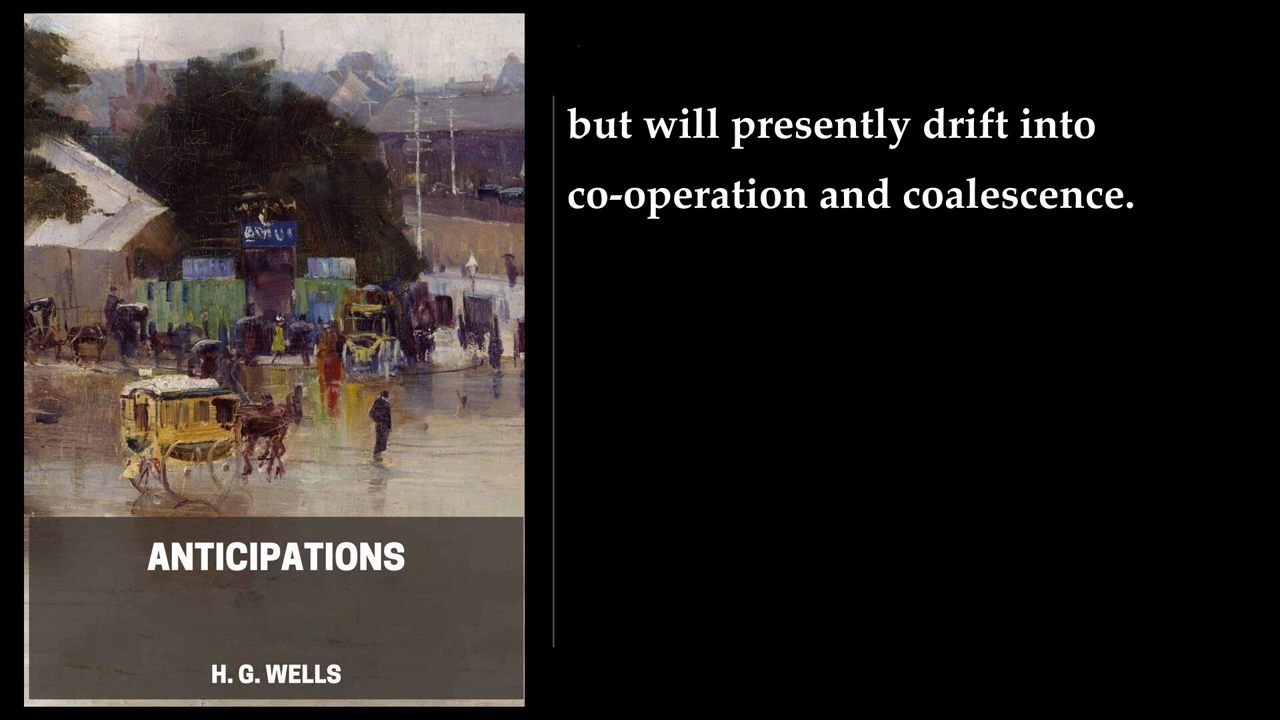 ANTICIPATIONS
H. G. WELLS
but will presently drift into
co-operation and coalescence.